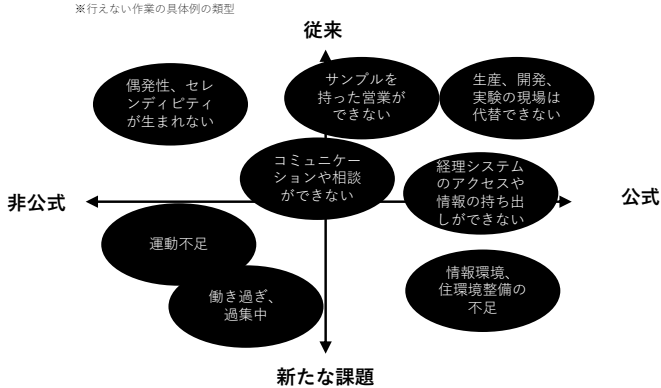 ※行えない作業の具体例の類型
従来
偶発性、セレ
ンディピティ
が生まれない
サンプルを
持った営業が
できない
生産、開発、
実験の現場は
代替できない
コミュニケー
ションや相談
ができない
経理システム
のアクセスや
情報の持ち出
しができない
非公式
公式
運動不足
働き過ぎ、
過集中
情報環境、
住環境整備の
不足
新たな課題